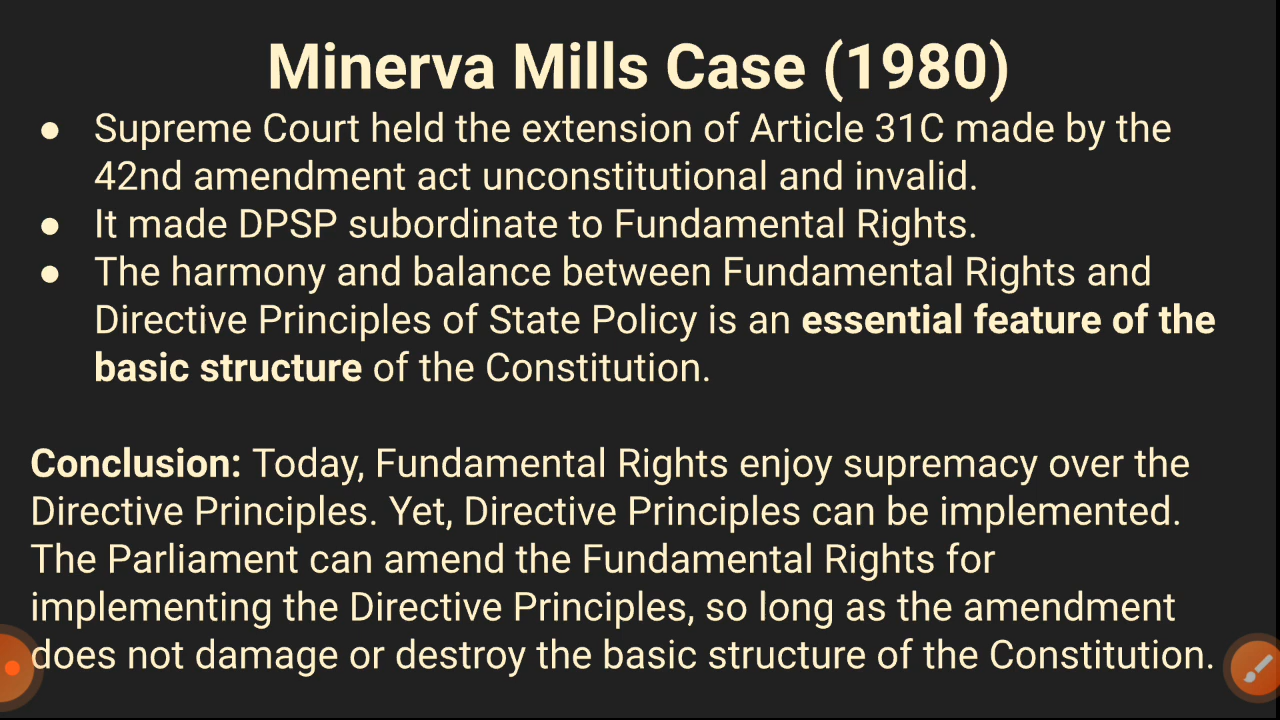 Minerva Mills Case (1980)
● Supreme Court held the extension of Article 31C made by the
42nd amendment act unconstitutional and invalid.
● It made DPSP subordinate to Fundamental Rights.
● The harmony and balance between Fundamental Rights and
Directive Principles of State Policy is an essential feature of the
basic structure of the Constitution.
Conclusion: Today, Fundamental Rights enjoy supremacy over the
Directive Principles. Yet, Directive Principles can be implemented.
The Parliament can amend the Fundamental Rights for
implementing the Directive Principles, so long as the amendment
does not damage or destroy the basic structure of the Constitution.